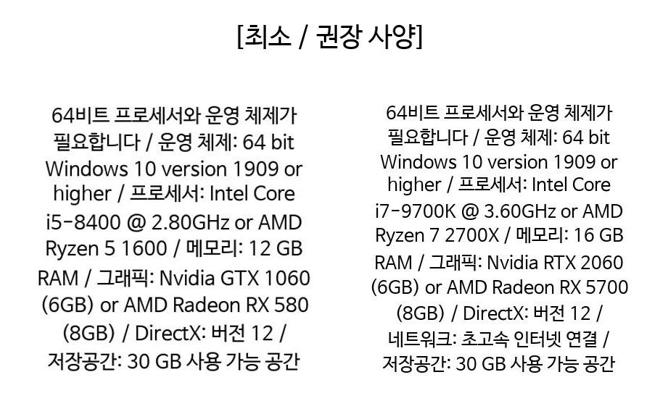 [최소 / 권장 사양]
64비트 프로세서와 운영 체제가
필요합니다 / 운영 체제: 64 bit
Windows 10 version 1909 or
higher / 프로세서: Intel Core
i5-8400 @ 2.80GHz or AMD
Ryzen 5 1600 / 메모리: 12 GB
RAM / 그래픽: Nvidia GTX 1060
(6GB) or AMD Radeon RX 580
(8GB) / DirectX: 버전 12 /
저장공간: 30 GB 사용 가능 공간
64비트 프로세서와 운영 체제가
필요합니다 / 운영 체제: 64 bit
Windows 10 version 1909 or
higher / 프로세서: Intel Core
i7-9700K @ 3.60GHz or AMD
Ryzen 7 2700X / 메모리: 16 GB
RAM / 그래픽: Nvidia RTX 2060
(6GB) or AMD Radeon RX 5700
(8GB) / DirectX: 버전 12 /
네트워크: 초고속 인터넷 연결 /
저장공간: 30 GB 사용 가능 공간